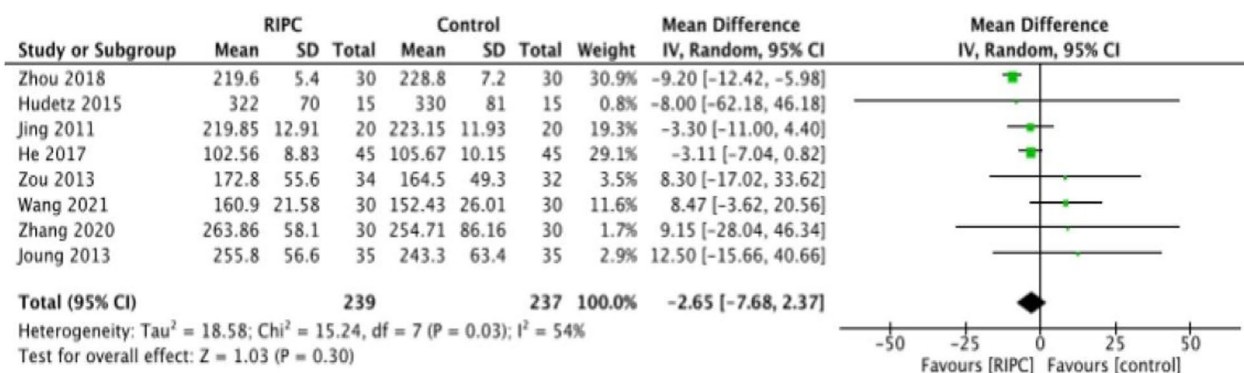 RIPC Control Mean Difference Mean Difference
Study or Subgroup Mean SD Total Mean SD Total Weight IV, Random, 95% CI IV, Random, 95% CI
Zhou 2018 219.6 5.4 30 228.8 7.2 30 30.9% -9.20 [-12.42, -5.98]
Hudetz 2015 322 70 15 330 81 15 0.8% -8.00 [-62.18, 46.18]
Jing 2011 219.85 12.91 20 223.15 11.93 20 19.3% -3.30 [-11.00, 4.40]
He 2017 102.56 8.83 45 105.67 10.15 45 29.1% -3.11 [-7.04, 0.82]
Zou 2013 172.8 55.6 34 164.5 49.3 32 3.5% 8.30 [-17.02, 33.62]
Wang 2021 160.9 21.58 30 152.43 26.01 30 11.6% 8.47 [-3.62, 20.56]
Zhang 2020 263.86 58.1 30 254.71 86.16 30 1.7% 9.15 [-28.04, 46.34]
Joung 2013 255.8 56.6 35 243.3 63.4 35 2.9% 12.50 [-15.66, 40.66]
Total (95% CI) 239 237 100.0% -2.65 [-7.68, 2.37]
Heterogeneity: Tau² = 18.58; Chi² = 15.24, df = 7 (P = 0.03); I² = 54%
Test for overall effect: Z = 1.03 (P = 0.30)
-50 -25 0 25 50
Favours [RIPC] Favours [control]